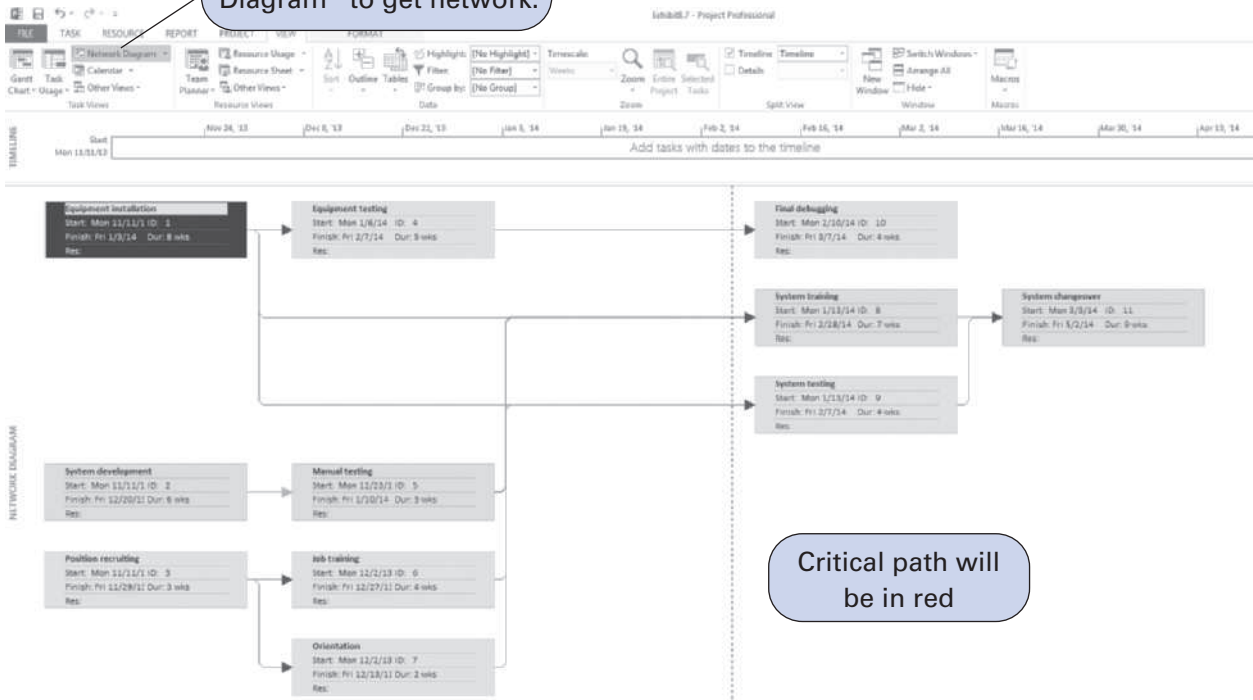 Diagram" to get network.
Exhibit8.7 - Project Professional
FILE TASK RESOURCE REPORT PROJECT VIEW FORMAT
Gantt Chart
Task Usage
Network Diagram
Calendar
Other Views
Task Views
Team Planner
Resource Usage
Resource Sheet
Other Views
Resource Views
Sort
Outline
Tables
Highlight: [No Highlight]
Filter: [No Filter]
Group by: [No Group]
Data
Timescale:
Weeks
Zoom
Entire Project
Selected Tasks
Zoom
Timeline Timeline
Details
Split View
New Window
Switch Windows
Arrange All
Hide
Window
Macros
Macros
TIMELINE
Start
Mon 11/11/13
Nov 24, '13 Dec 8, '13 Dec 22, '13 Jan 5, '14 Jan 19, '14 Feb 2, '14 Feb 16, '14 Mar 2, '14 Mar 16, '14 Mar 30, '14 Apr 13, '14
Add tasks with dates to the timeline
NETWORK DIAGRAM
Equipment installation
Start: Mon 11/11/1 ID: 1
Finish: Fri 1/3/14 Dur: 8 wks
Res:
Equipment testing
Start: Mon 1/6/14 ID: 4
Finish: Fri 2/7/14 Dur: 5 wks
Res:
Final debugging
Start: Mon 2/10/14 ID: 10
Finish: Fri 3/7/14 Dur: 4 wks
Res:
System training
Start: Mon 1/13/14 ID: 8
Finish: Fri 2/28/14 Dur: 7 wks
Res:
System changeover
Start: Mon 3/3/14 ID: 11
Finish: Fri 5/2/14 Dur: 9 wks
Res:
System testing
Start: Mon 1/13/14 ID: 9
Finish: Fri 2/7/14 Dur: 4 wks
Res:
System development
Start: Mon 11/11/1 ID: 2
Finish: Fri 12/20/1 Dur: 6 wks
Res:
Manual testing
Start: Mon ID: 5
Finish: Fri 1/10/14 Dur: 3 wks
Res:
Position recruiting
Start: Mon 11/11/1 ID: 3
Finish: Fri 11/29/1 Dur: 3 wks
Res:
Job training
Start: Mon 12/2/13 ID: 6
Finish: Fri 12/27/1 Dur: 4 wks
Res:
Orientation
Start: Mon 12/2/13 ID: 7
Finish: Fri 12/13/1 Dur: 2 wks
Res:
Critical path will
be in red